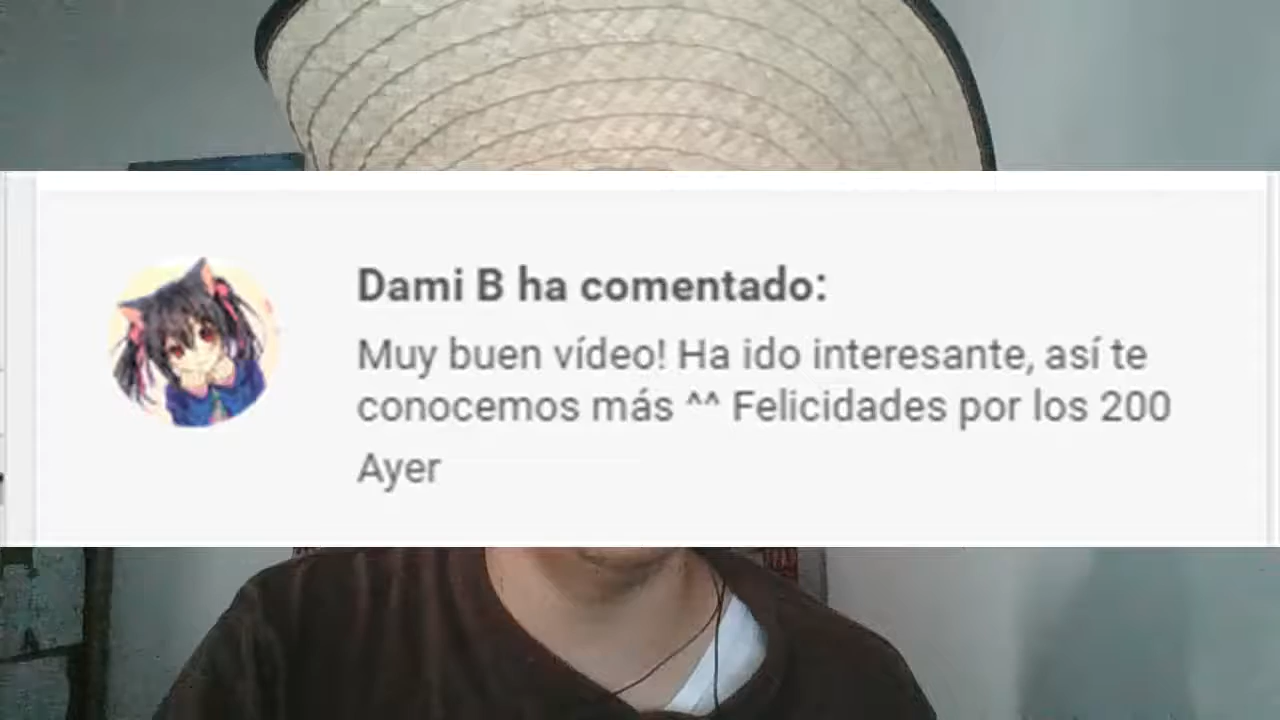 Dami B ha comentado:
Muy buen vídeo! Ha ido interesante, así te
conocemos más ^^ Felicidades por los 200
Ayer